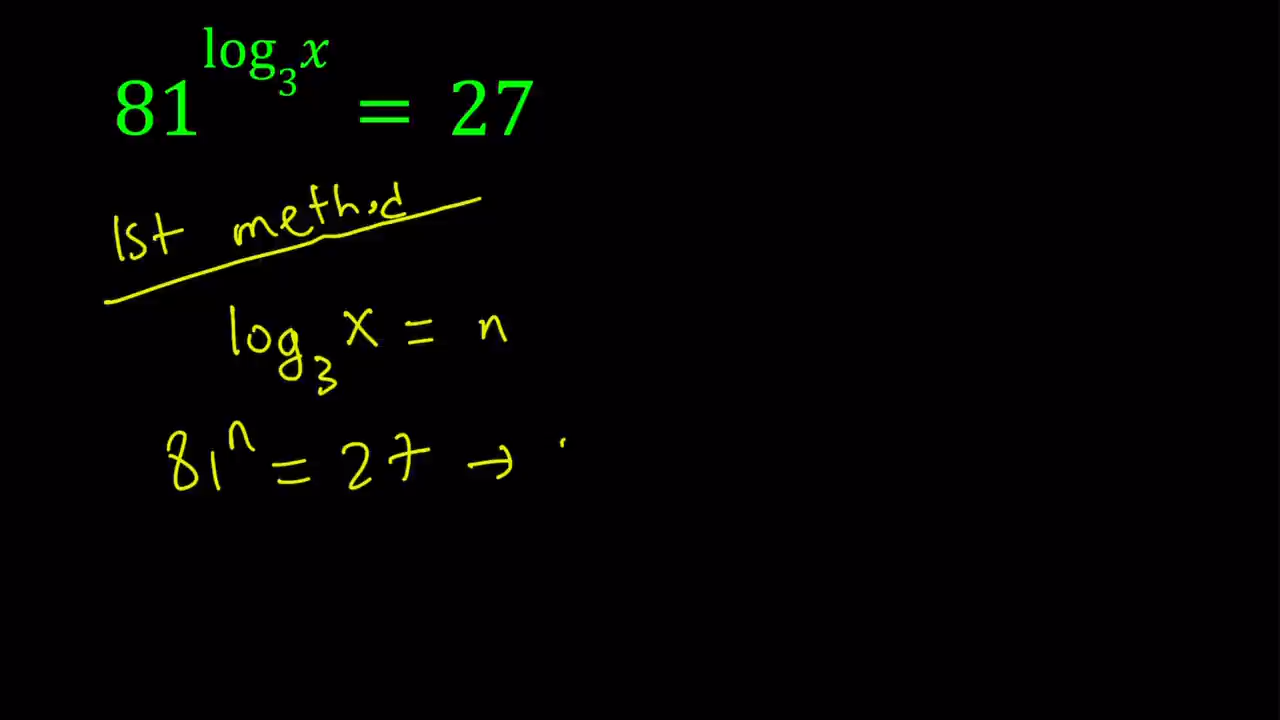 81^{log_3 x} = 27
1st method
log_3 x = n
81^n = 27 →